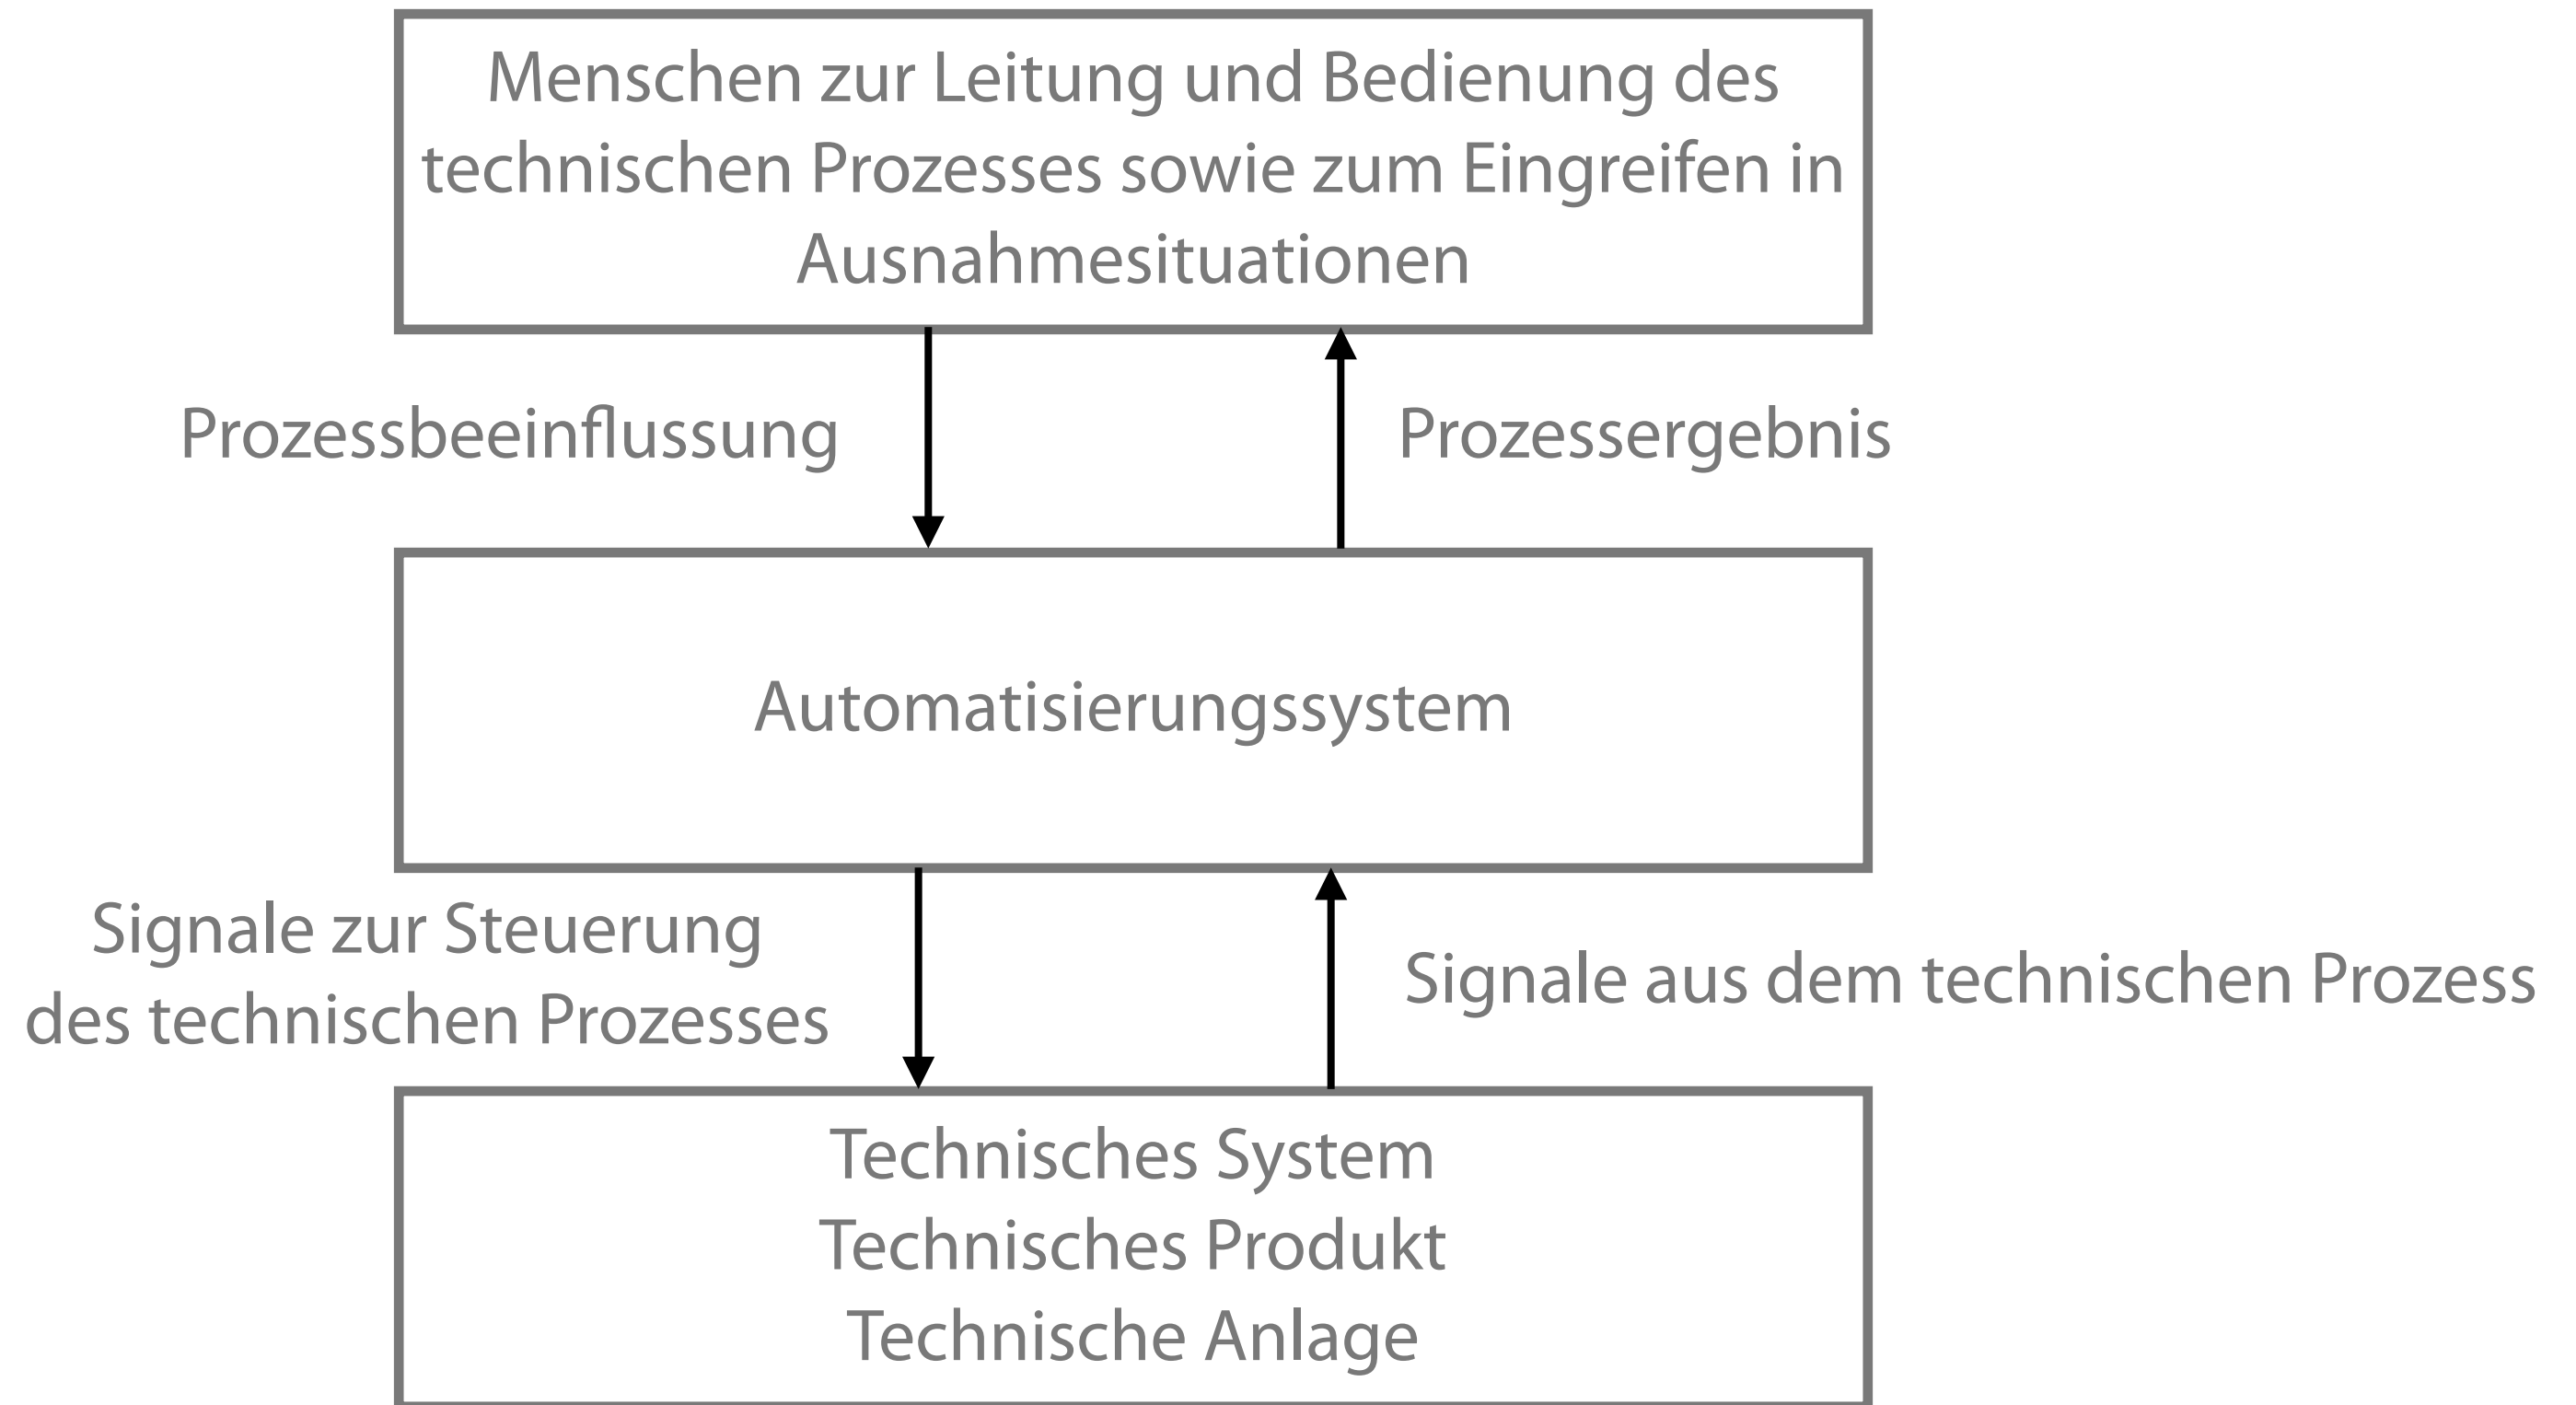 Menschen zur Leitung und Bedienung des
technischen Prozesses sowie zum Eingreifen in
Ausnahmesituationen
Prozessbeeinflussung
Prozessergebnis
Automatisierungssystem
Signale zur Steuerung
des technischen Prozesses
Signale aus dem technischen Prozess
Technisches System
Technisches Produkt
Technische Anlage